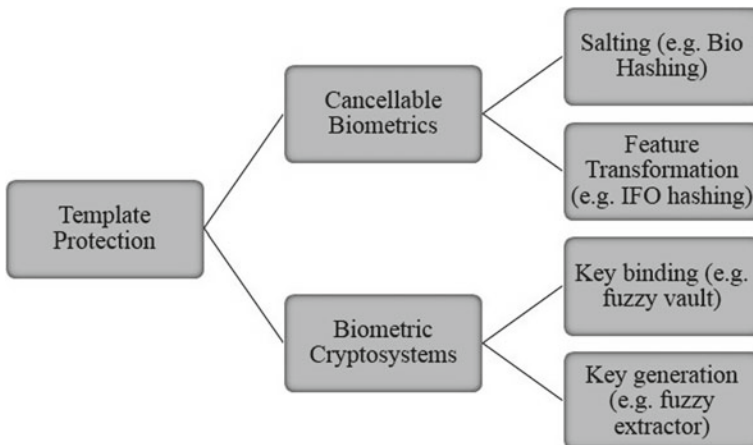 Template
Protection
Cancellable
Biometrics
Biometric
Cryptosystems
Salting (e.g. Bio
Hashing)
Feature
Transformation
(e.g. IFO hashing)
Key binding (e.g.
fuzzy vault)
Key generation
(e.g. fuzzy
extractor)